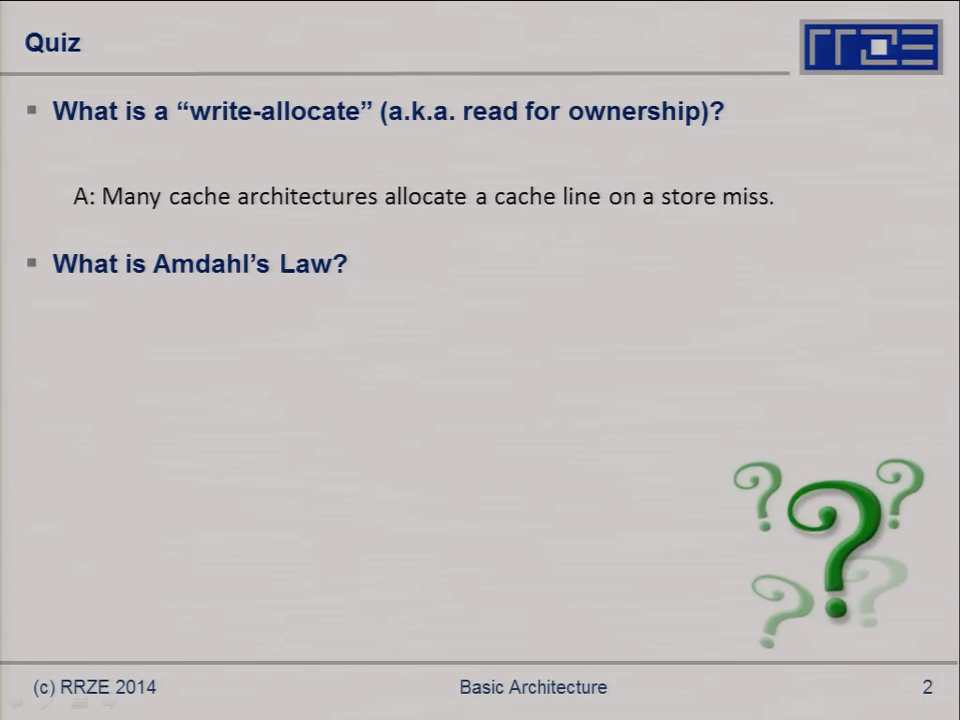 Quiz
RRZE
What is a “write-allocate” (a.k.a. read for ownership)?
A: Many cache architectures allocate a cache line on a store miss.
What is Amdahl’s Law?
? ? ? ? ?
(c) RRZE 2014 Basic Architecture 2